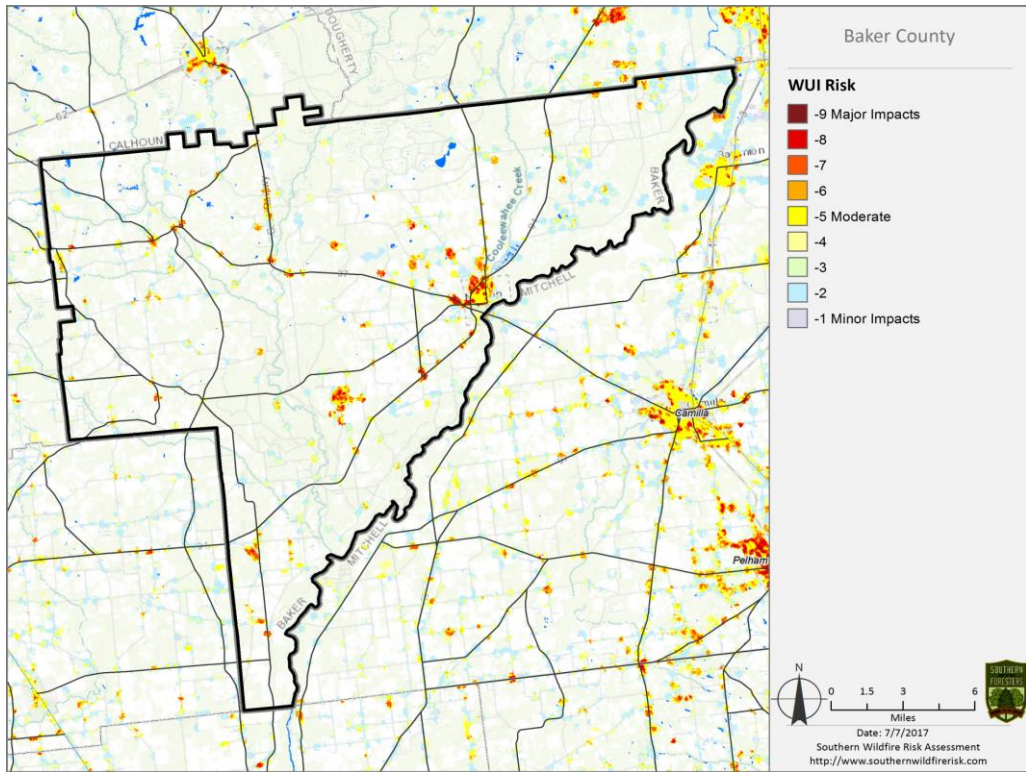 Baker County
WUI Risk
-9 Major Impacts
-8
-7
-6
-5 Moderate
-4
-3
-2
-1 Minor Impacts
DOUGHERTY
62
CALHOUN
BAKER
Cooleewahee Creek
91
MITCHELL
Camilla
MITCHELL
BAKER
Pelham
N
0 1.5 3 6
Miles
SOUTHERN
FORESTERS
Date: 7/7/2017
Southern Wildfire Risk Assessment
http://www.southernwildfirerisk.com